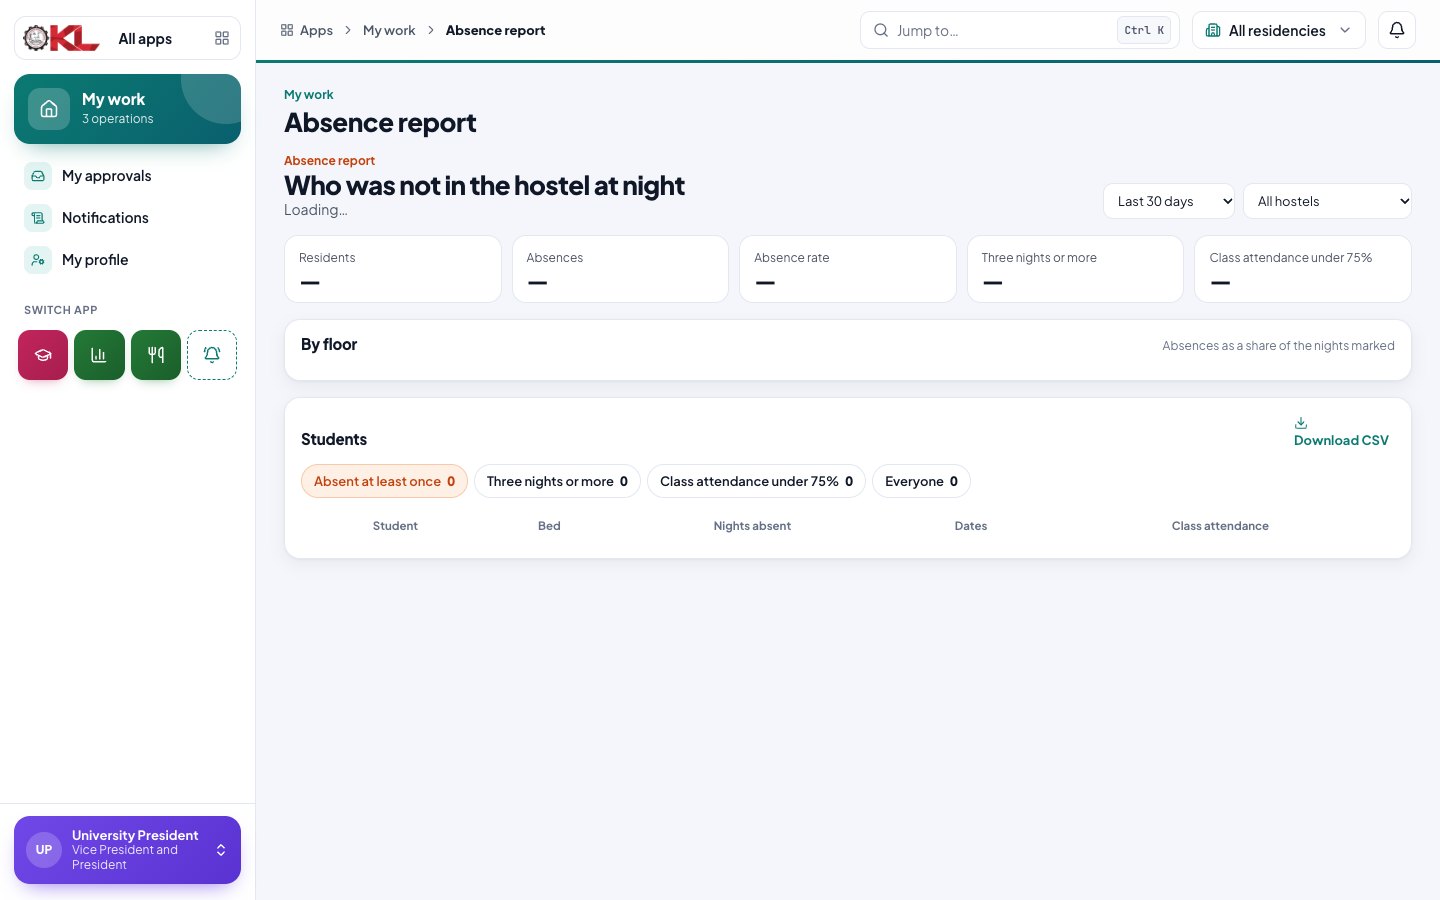 KL
All apps
Apps
My work
Absence report
Jump to...
Ctrl K
All residencies
My work
3 operations
My approvals
Notifications
My profile
SWITCH APP
My work
Absence report
Absence report
Who was not in the hostel at night
Loading...
Last 30 days
All hostels
Residents
—
Absences
—
Absence rate
—
Three nights or more
—
Class attendance under 75%
—
By floor
Absences as a share of the nights marked
Students
Download CSV
Absent at least once 0
Three nights or more 0
Class attendance under 75% 0
Everyone 0
Student
Bed
Nights absent
Dates
Class attendance
UP
University President
Vice President and
President